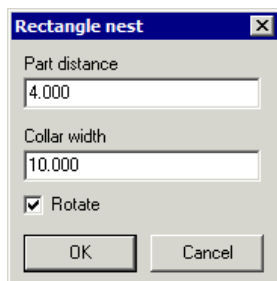 Rectangle nest
Part distance
4.000
Collar width
10.000
Rotate
OK Cancel